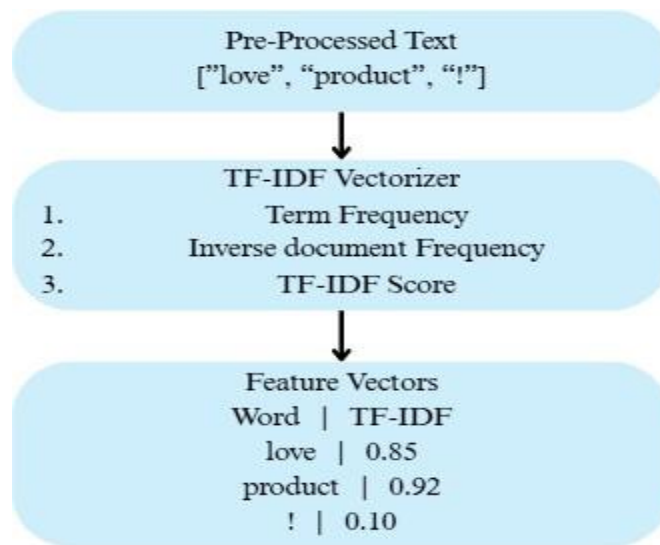 Pre-Processed Text
[”love”, “product”, “!”]
TF-IDF Vectorizer
1. Term Frequency
2. Inverse document Frequency
3. TF-IDF Score
Feature Vectors
Word | TF-IDF
love | 0.85
product | 0.92
! | 0.10